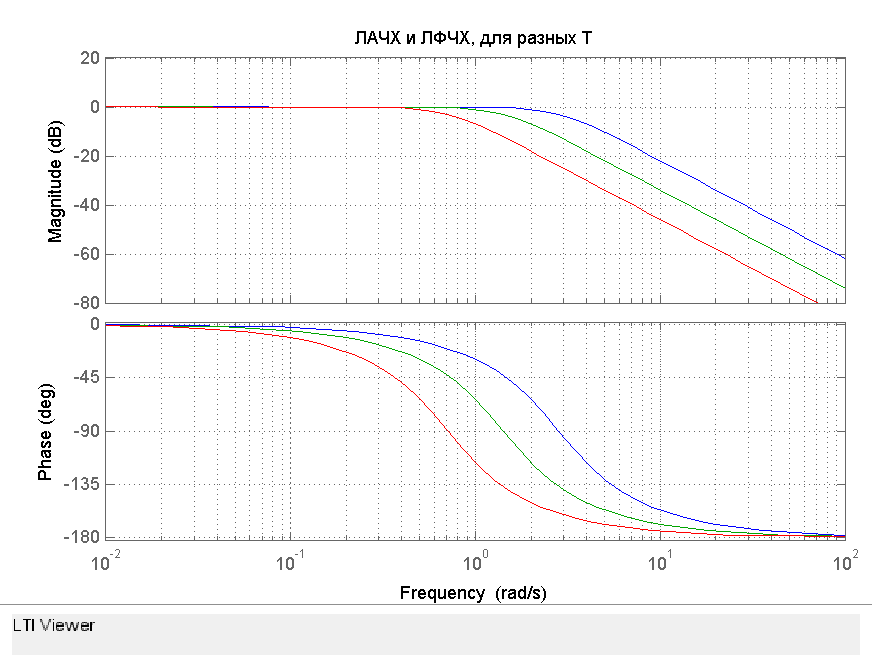 ЛАЧХ и ЛФЧХ, для разных Т
20
0
-20
-40
-60
-80
Magnitude (dB)
0
-45
-90
-135
-180
Phase (deg)
10^-2 10^-1 10^0 10^1 10^2
Frequency (rad/s)
LTI Viewer